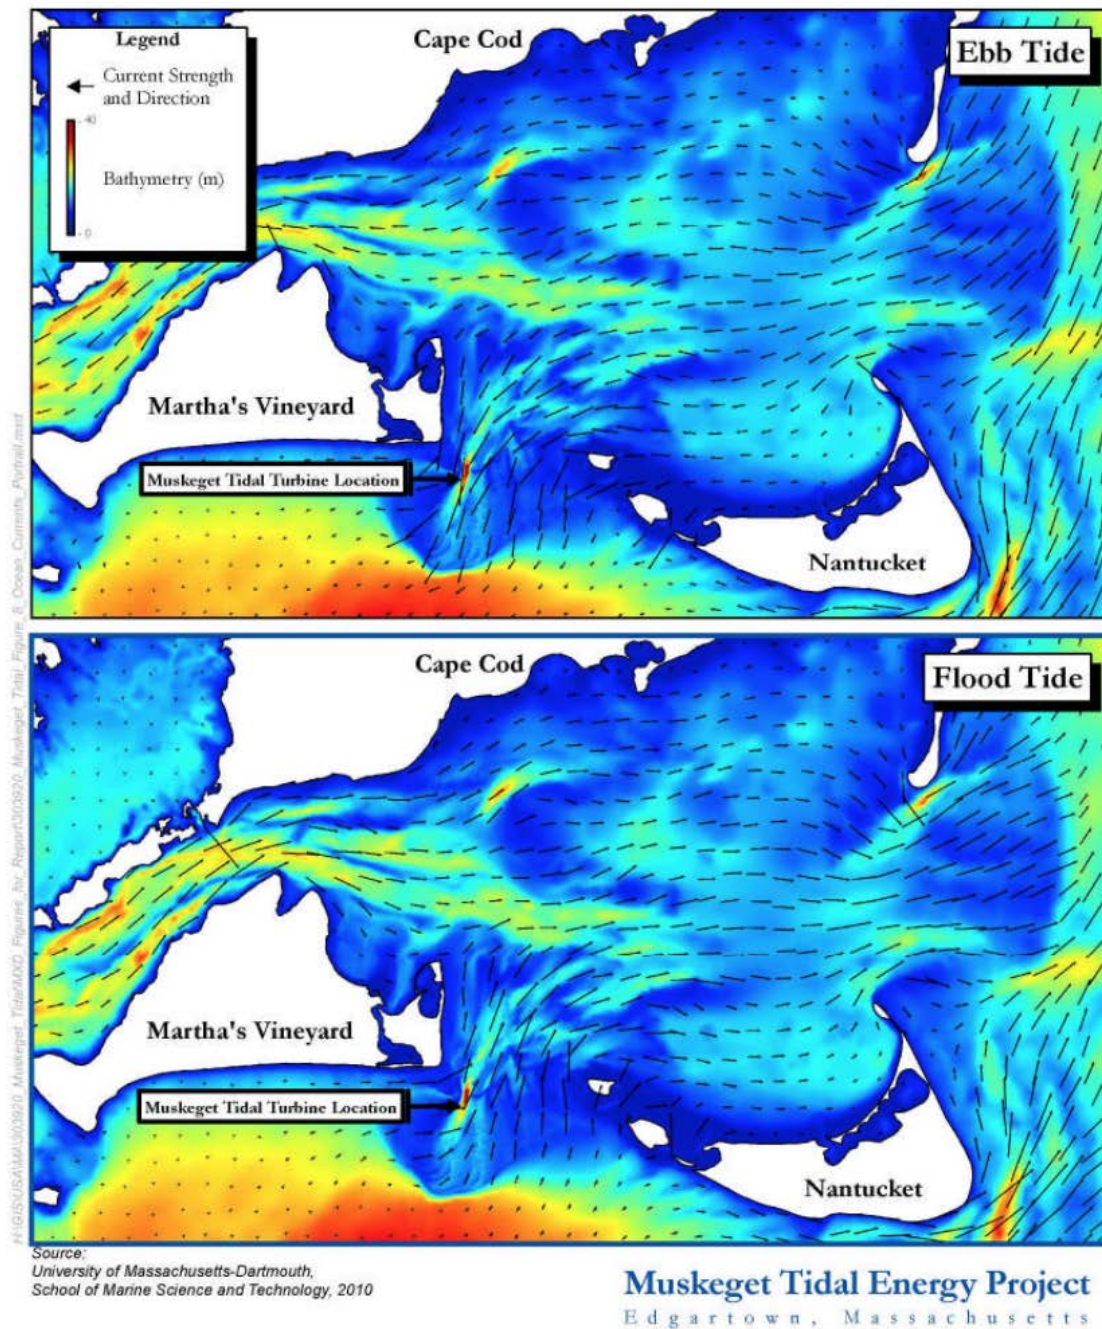 Legend
Current Strength
and Direction
40
Bathymetry (m)
0
Cape Cod
Ebb Tide
Martha's Vineyard
Muskeget Tidal Turbine Location
Nantucket
Cape Cod
Flood Tide
Martha's Vineyard
Muskeget Tidal Turbine Location
Nantucket
Source:
University of Massachusetts-Dartmouth,
School of Marine Science and Technology, 2010
Muskeget Tidal Energy Project
Edgartown, Massachusetts